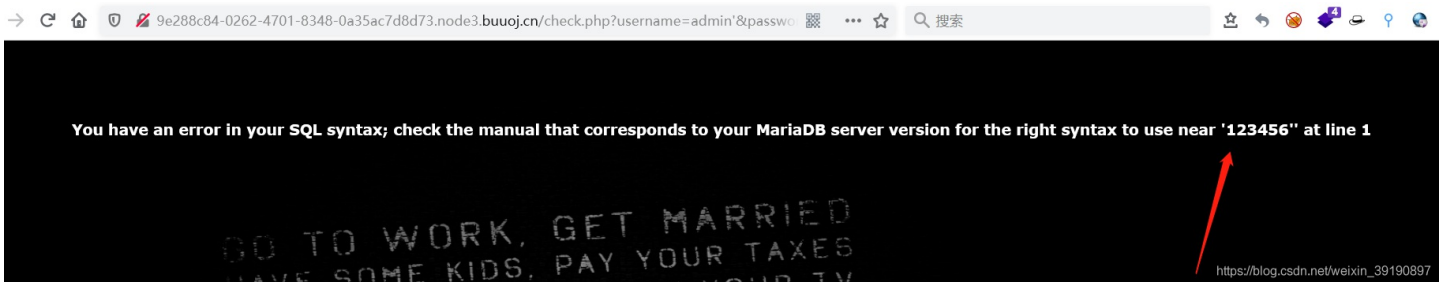 9e288c84-0262-4701-8348-0a35ac7d8d73.node3.buuoj.cn/check.php?username=admin'&passwo
搜索
4
You have an error in your SQL syntax; check the manual that corresponds to your MariaDB server version for the right syntax to use near '123456'' at line 1
GO TO WORK, GET MARRIED
HAVE SOME KIDS, PAY YOUR TAXES
YOUR TV
https://blog.csdn.net/weixin_39190897